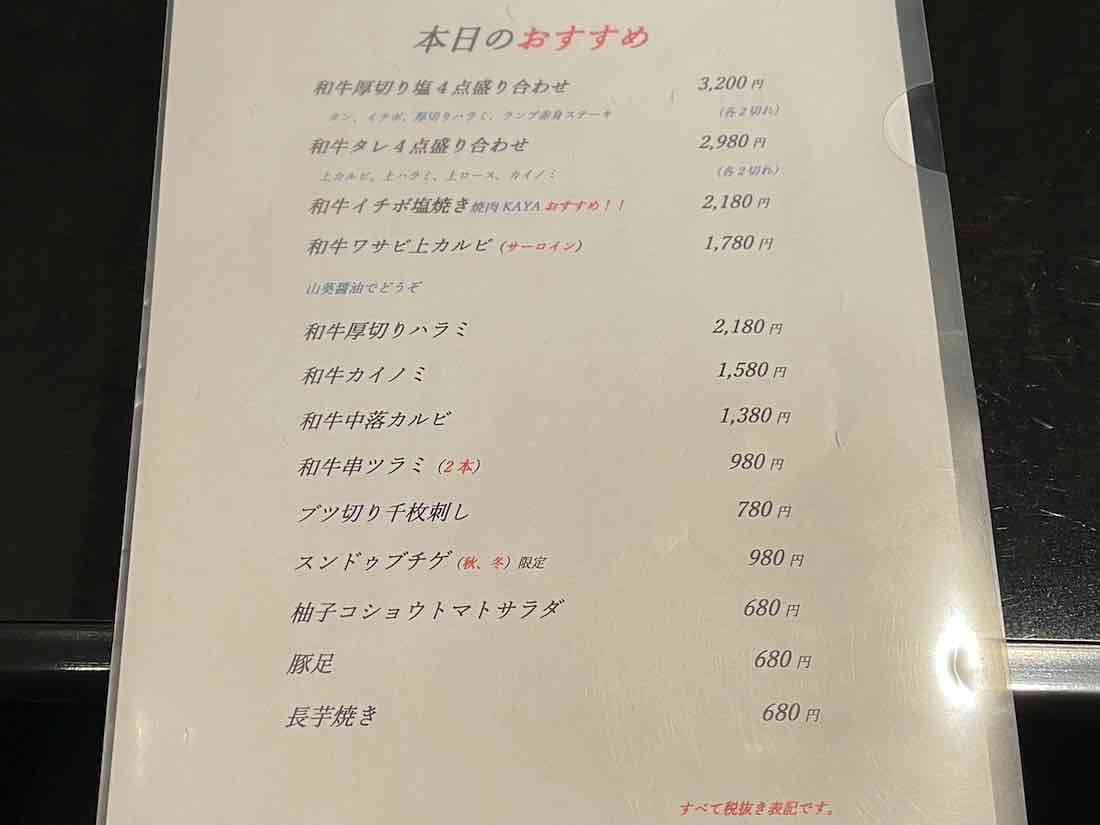 本日のおすすめ
和牛厚切り塩4点盛り合わせ 3,200円
タン、イチボ、厚切りハラミ、ランプ赤身ステーキ (各2切れ)
和牛タレ4点盛り合わせ 2,980円
上カルビ、上ハラミ、上ロース、カイノミ (各2切れ)
和牛イチボ塩焼き焼肉KAYAおすすめ！！ 2,180円
和牛ワサビ上カルビ(サーロイン) 1,780円
山葵醤油でどうぞ
和牛厚切りハラミ 2,180円
和牛カイノミ 1,580円
和牛中落カルビ 1,380円
和牛串ツラミ(2本) 980円
ブツ切り千枚刺し 780円
スンドゥブチゲ(秋、冬)限定 980円
柚子コショウトマトサラダ 680円
豚足 680円
長芋焼き 680円
すべて税抜き表記です。